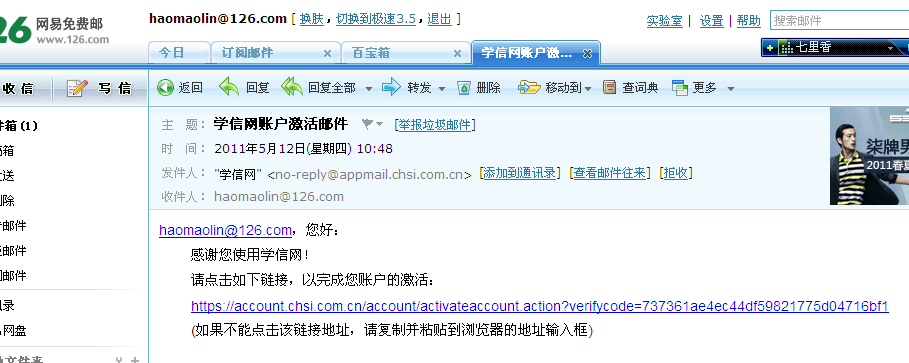 26 网易免费邮
www.126.com
haomaolin@126.com [ 换肤，切换到极速3.5，退出 ]
实验室 | 设置 | 帮助
搜索邮件
今日 订阅邮件 × 百宝箱 × 学信网账户激... ×
七里香
收 信 写 信
返回 回复 回复全部 转发 删除 移动到 查词典 更多
件箱 (1)
稿箱
送
删除
邮件
邮件
邮件
录
网盘
文件夹
主 题： 学信网账户激活邮件 [举报垃圾邮件]
时 间： 2011年5月12日(星期四) 10:48
发件人： "学信网" <no-reply@appmail.chsi.com.cn> [添加到通讯录] [查看邮件往来] [拒收]
收件人： haomaolin@126.com
柒牌男
2011春夏
haomaolin@126.com，您好：
感谢您使用学信网！
请点击如下链接，以完成您账户的激活：
https://account.chsi.com.cn/account/activateaccount.action?verifycode=737361ae4ec44df59821775d04716bf1
(如果不能点击该链接地址，请复制并粘贴到浏览器的地址输入框)